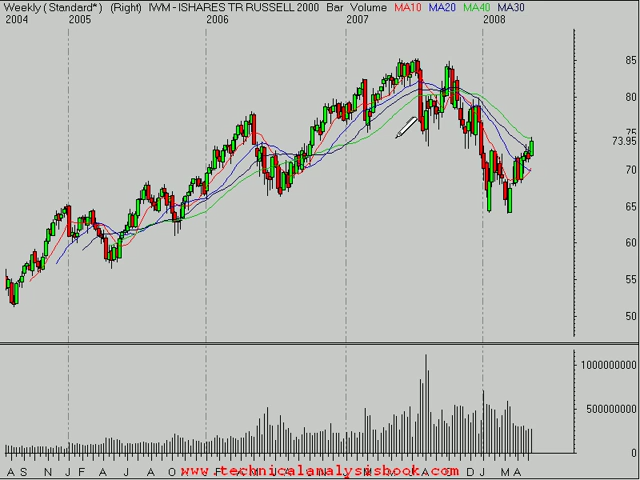 Weekly (Standard*) (Right) IWM - ISHARES TR RUSSELL 2000 Bar Volume MA10 MA20 MA40 MA30
2004 2005 2006 2007 2008
85
80
75
73.95
70
65
60
55
50
1000000000
500000000
A S N D J F A J A O N F A M J J A S N D J F M J A O D J M A
www.technicalanalysisbook.com